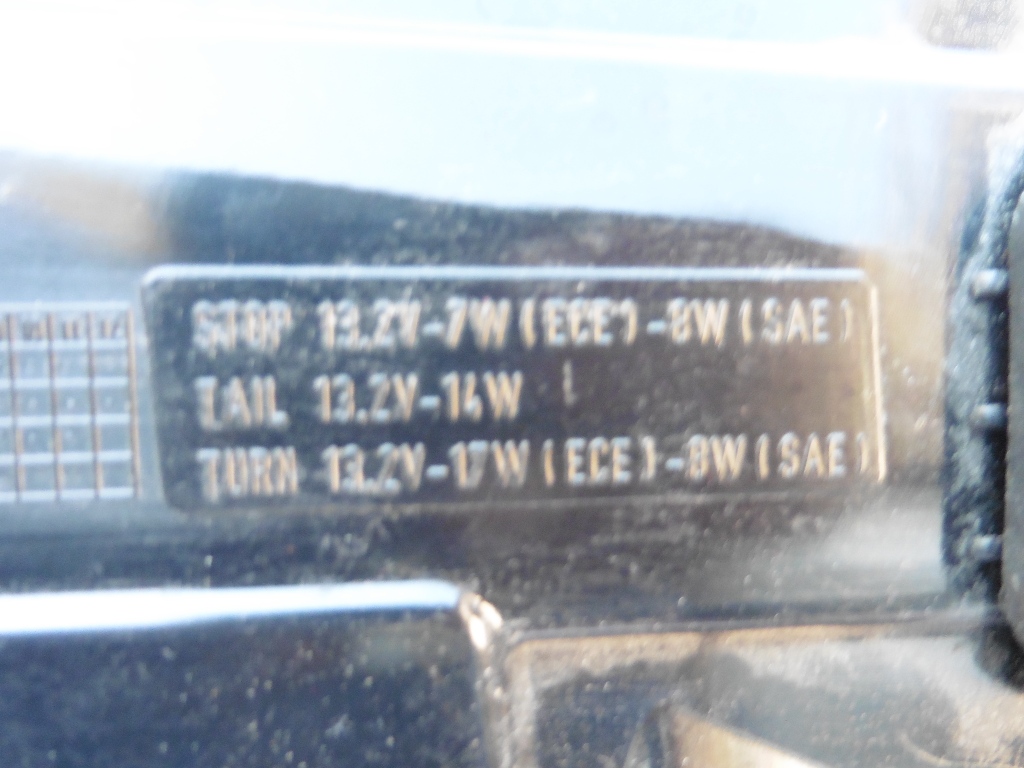 STOP 13.2V-7W(ECE)-8W(SAE)
TAIL 13.2V-14W
TURN 13.2V-17W(ECE)-8W(SAE)